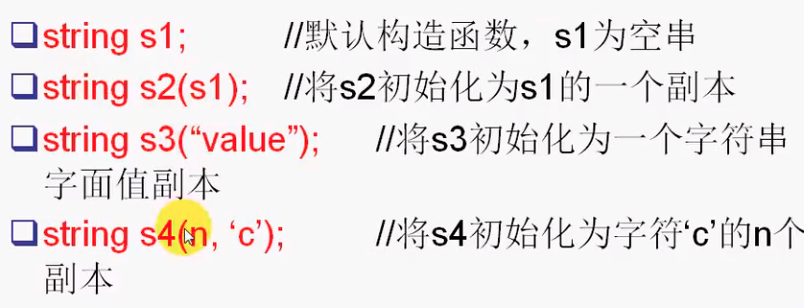 string s1; //默认构造函数，s1为空串
string s2(s1); //将s2初始化为s1的一个副本
string s3(“value”); //将s3初始化为一个字符串
字面值副本
string s4(n, ‘c’); //将s4初始化为字符‘c’的n个
副本